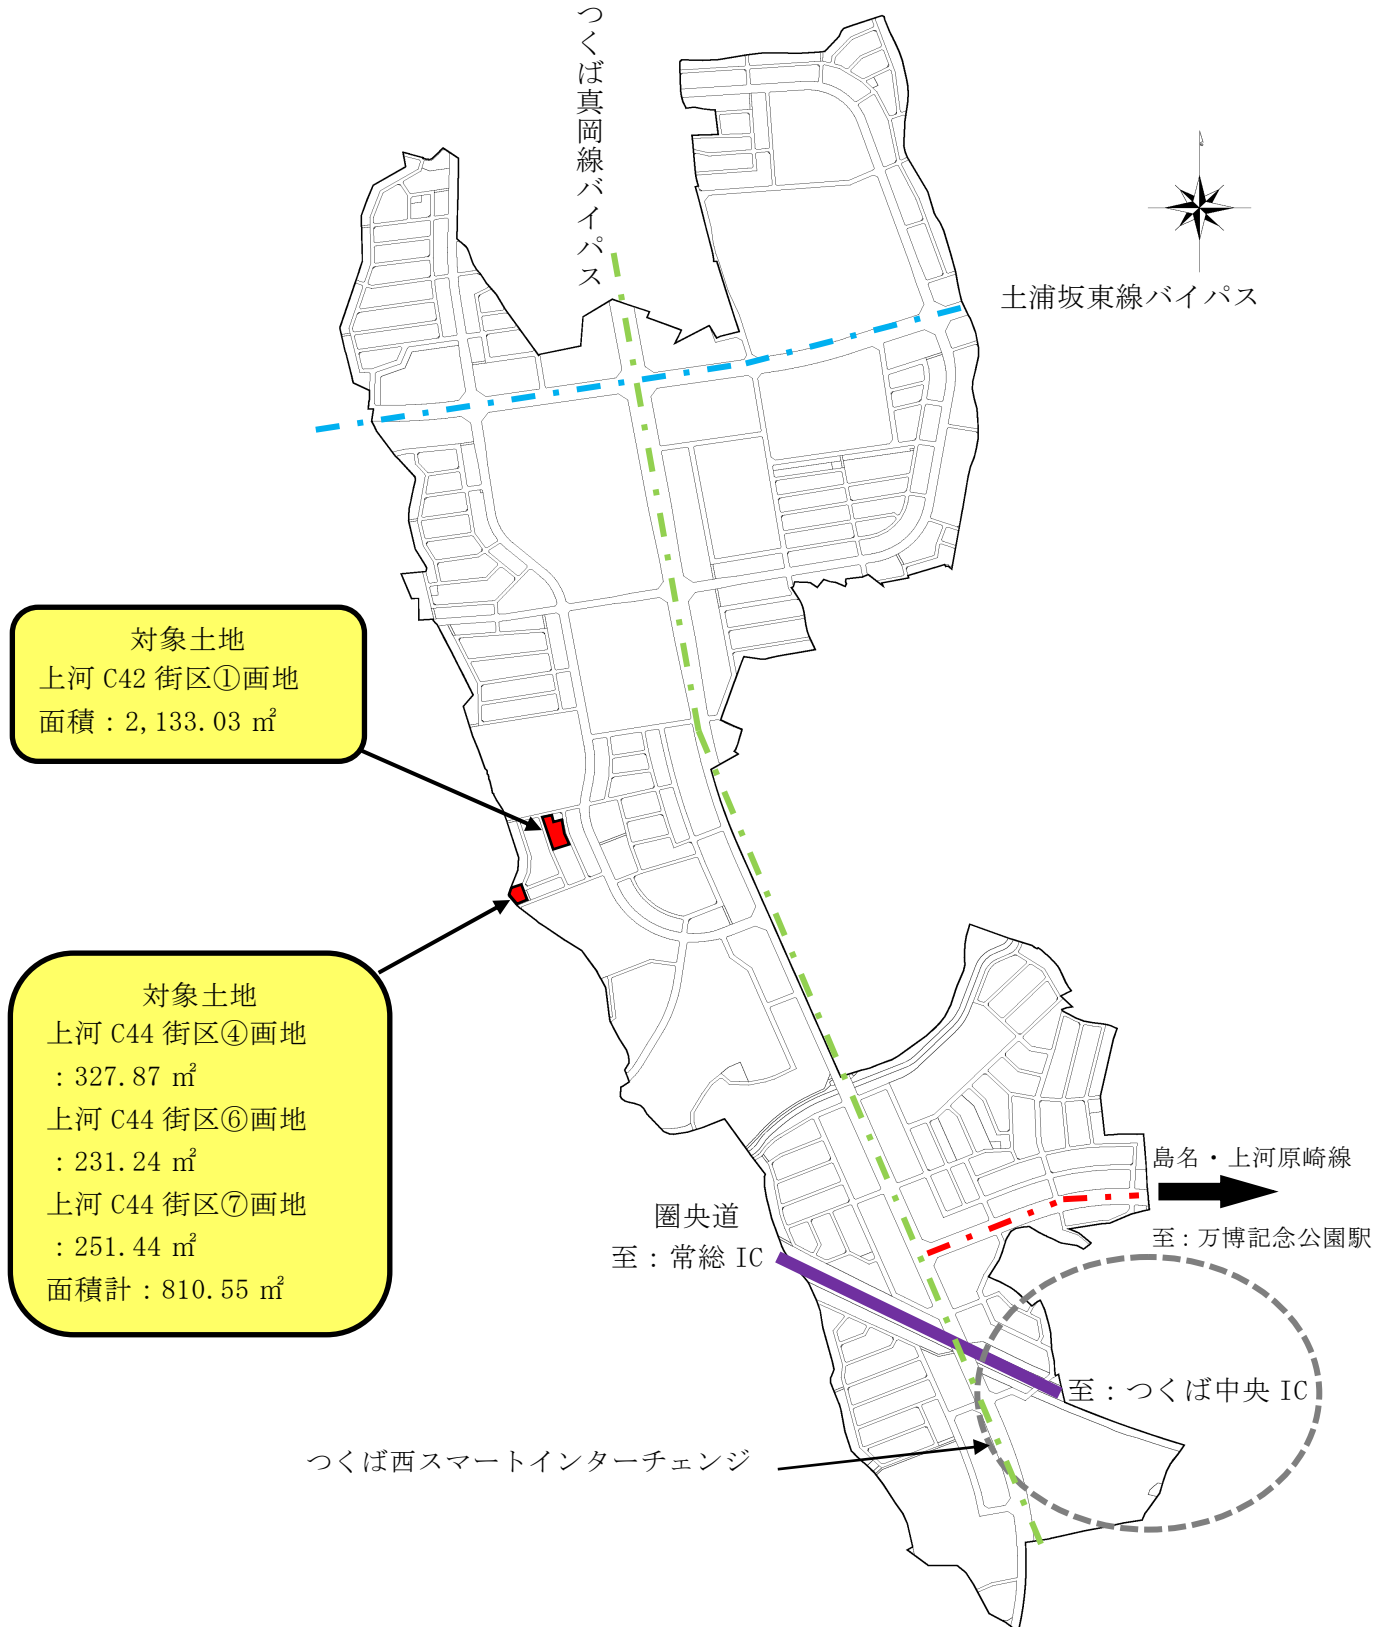 つくば真岡線バイパス
土浦坂東線バイパス
対象土地
上河 C42 街区①画地
面積：2,133.03 ㎡
対象土地
上河 C44 街区④画地
：327.87 ㎡
上河 C44 街区⑥画地
：231.24 ㎡
上河 C44 街区⑦画地
：251.44 ㎡
面積計：810.55 ㎡
島名・上河原崎線
至：万博記念公園駅
圏央道
至：常総 IC
至：つくば中央 IC
つくば西スマートインターチェンジ